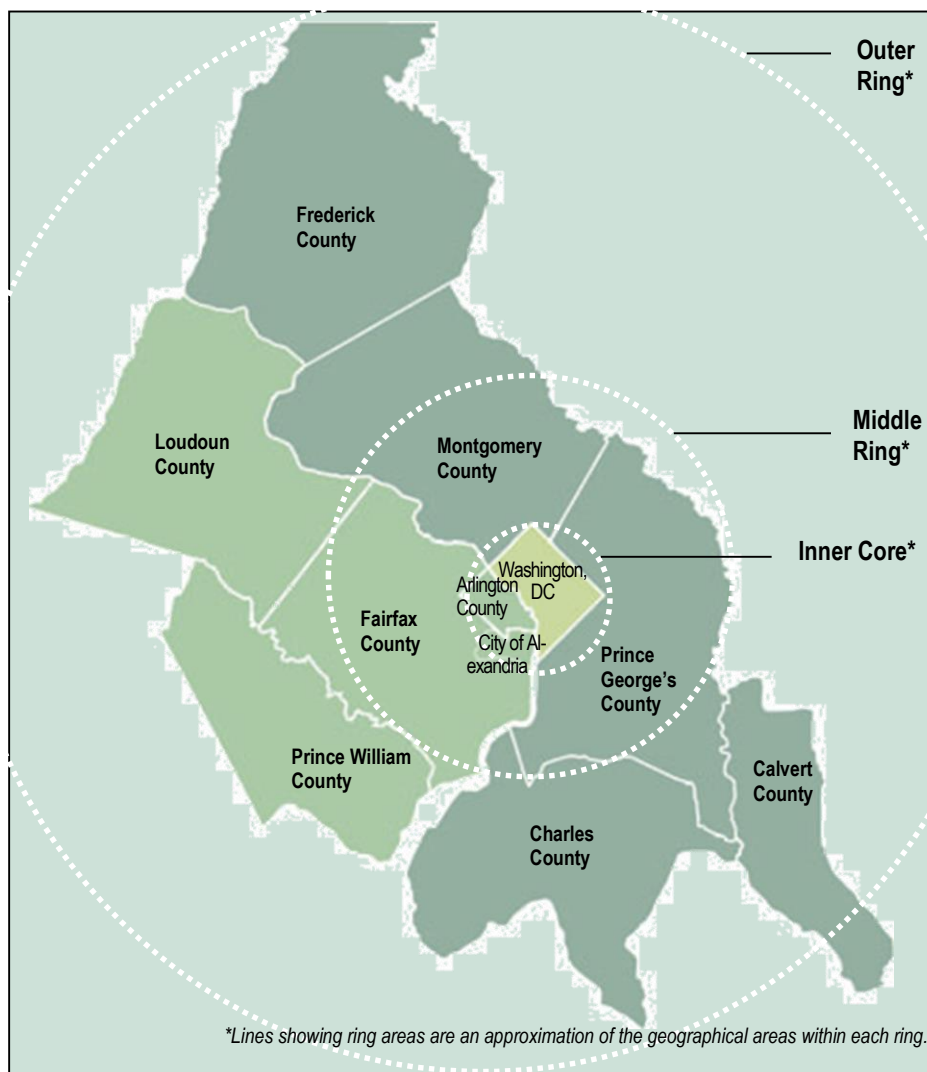 Outer
Ring*
Frederick
County
Middle
Ring*
Loudoun
County
Montgomery
County
Inner Core*
Washington,
DC
Arlington
County
Fairfax
County
City of Al-
exandria
Prince
George's
County
Prince William
County
Calvert
County
Charles
County
*Lines showing ring areas are an approximation of the geographical areas within each ring.